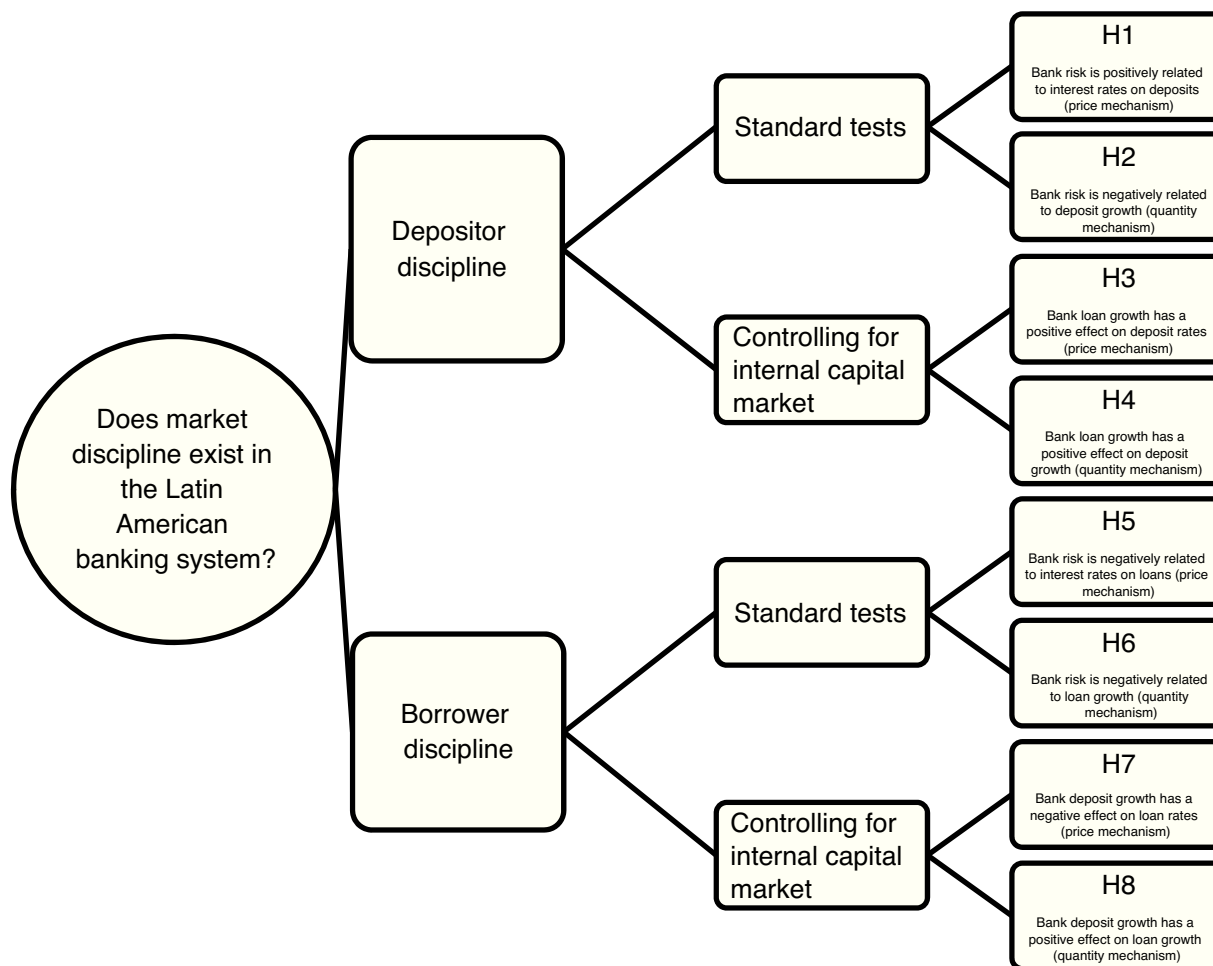 Does market
discipline exist in
the Latin
American
banking system?
Depositor
discipline
Standard tests
H1
Bank risk is positively related
to interest rates on deposits
(price mechanism)
H2
Bank risk is negatively related
to deposit growth (quantity
mechanism)
Controlling for
internal capital
market
H3
Bank loan growth has a
positive effect on deposit rates
(price mechanism)
H4
Bank loan growth has a
positive effect on deposit
growth (quantity mechanism)
Borrower
discipline
Standard tests
H5
Bank risk is negatively related
to interest rates on loans (price
mechanism)
H6
Bank risk is negatively related
to loan growth (quantity
mechanism)
Controlling for
internal capital
market
H7
Bank deposit growth has a
negative effect on loan rates
(price mechanism)
H8
Bank deposit growth has a
positive effect on loan growth
(quantity mechanism)